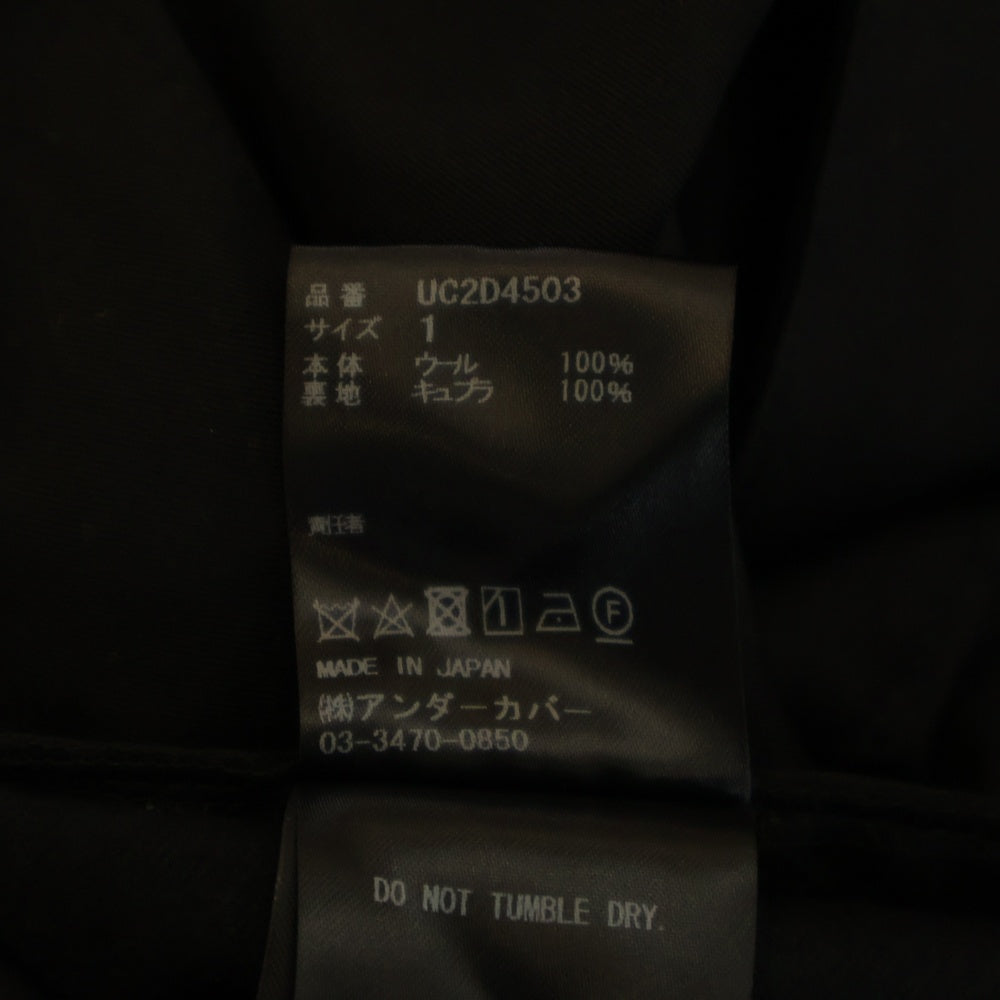 品番 UC2D4503
サイズ 1
本体 ウール 100%
裏地 キュプラ 100%
責任者
F
MADE IN JAPAN
㈱アンダーカバー
03-3470-0850
DO NOT TUMBLE DRY.